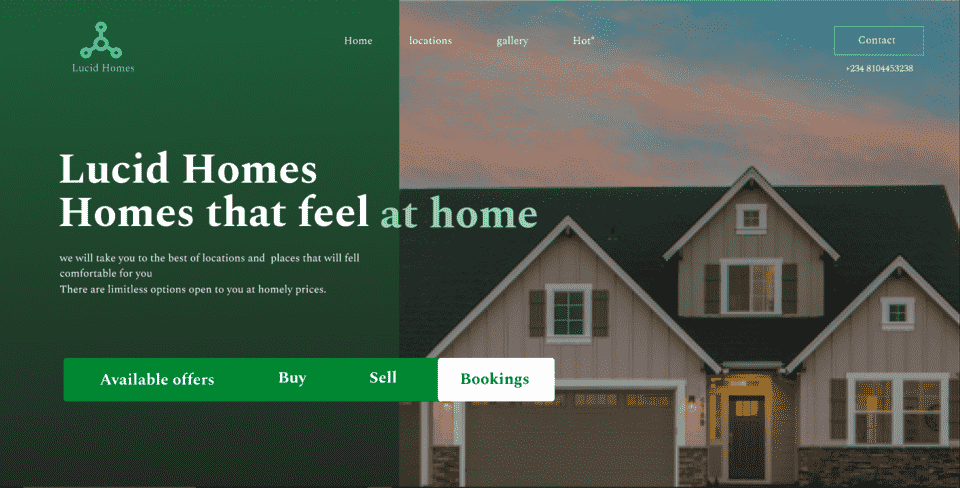 Home locations gallery Hot*
Contact
Lucid Homes
+234 8104453238
Lucid Homes
Homes that feel at home
we will take you to the best of locations and places that will fell
comfortable for you
There are limitless options open to you at homely prices.
Available offers Buy Sell Bookings